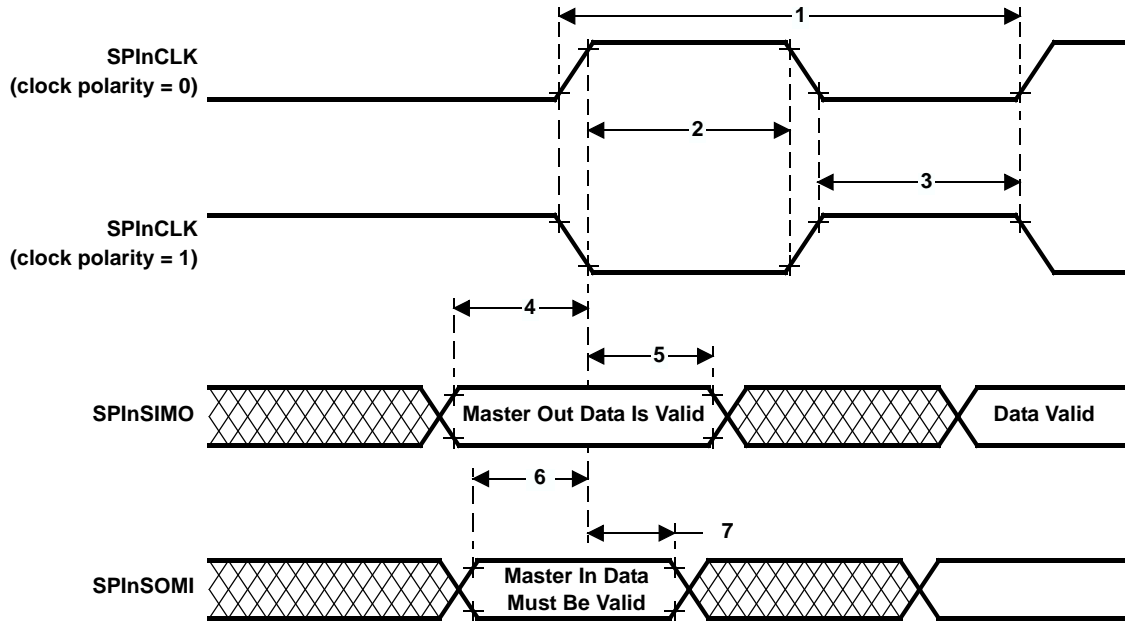 1
SPInCLK
(clock polarity = 0)
2
3
SPInCLK
(clock polarity = 1)
4
5
SPInSIMO
Master Out Data Is Valid
Data Valid
6
7
SPInSOMI
Master In Data
Must Be Valid